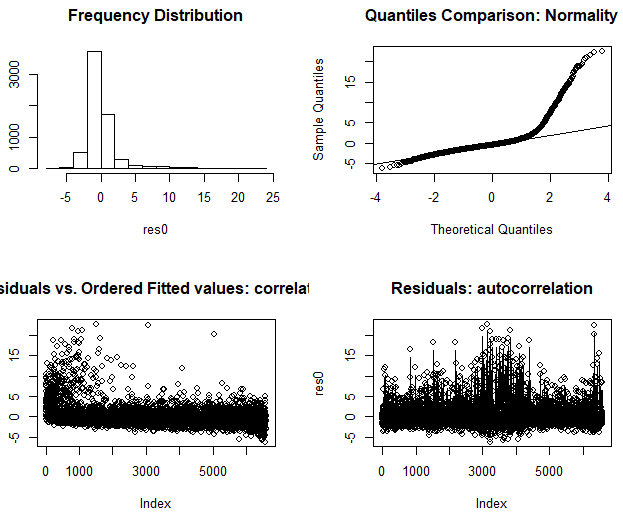 Frequency Distribution
3000
1000
0
-5 0 5 10 15 20 25
res0
Quantiles Comparison: Normality
Sample Quantiles
15
5
0
-5
-4 -2 0 2 4
Theoretical Quantiles
siduals vs. Ordered Fitted values: correlat
15
5
0
-5
0 1000 3000 5000
Index
Residuals: autocorrelation
res0
15
5
0
-5
0 1000 3000 5000
Index